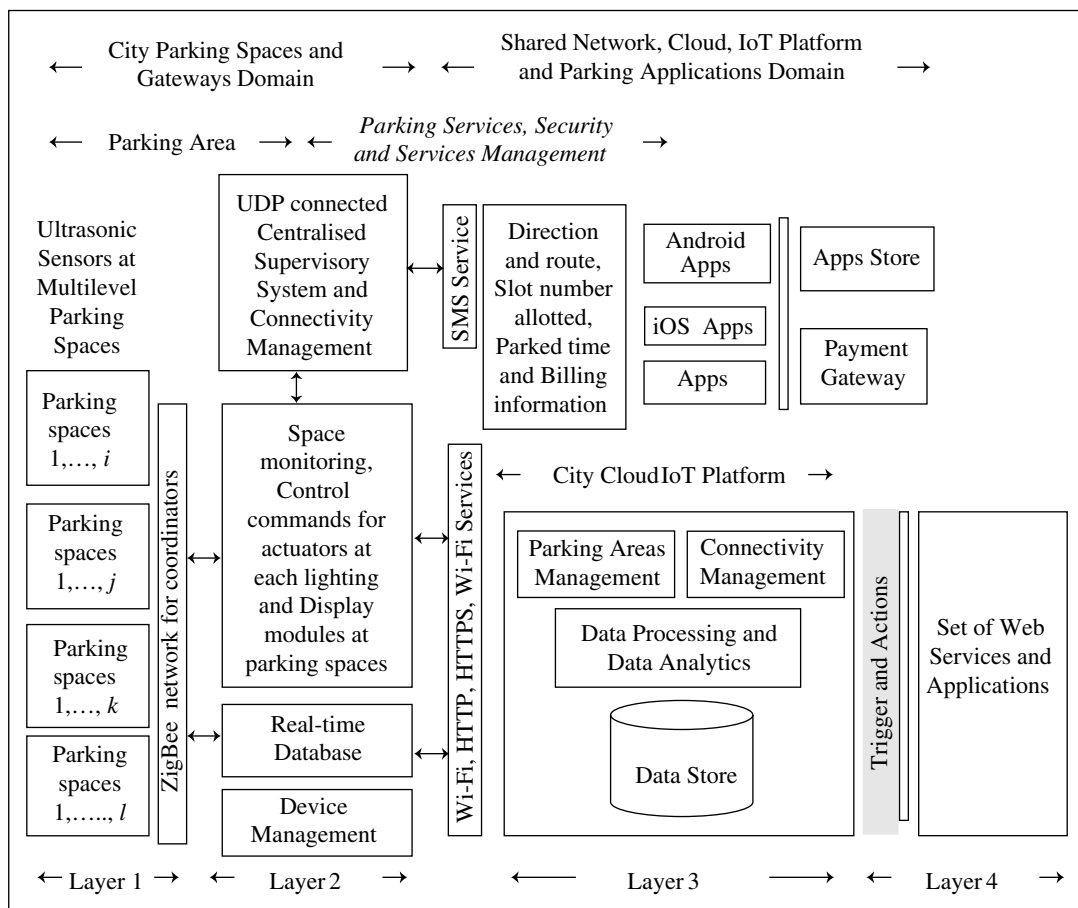 City Parking Spaces and
Gateways Domain
Shared Network, Cloud, IoT Platform
and Parking Applications Domain
Parking Area
Parking Services, Security
and Services Management
Ultrasonic
Sensors at
Multilevel
Parking
Spaces
UDP connected
Centralised
Supervisory
System and
Connectivity
Management
SMS Service
Direction
and route,
Slot number
allotted,
Parked time
and Billing
information
Android
Apps
iOS Apps
Apps
Apps Store
Payment
Gateway
Parking
spaces
1,…, i
Parking
spaces
1,…, j
Parking
spaces
1,…, k
Parking
spaces
1,….., l
ZigBee network for coordinators
Space
monitoring,
Control
commands for
actuators at
each lighting
and Display
modules at
parking spaces
Real-time
Database
Device
Management
Wi-Fi, HTTP, HTTPS, Wi-Fi Services
City Cloud IoT Platform
Parking Areas
Management
Connectivity
Management
Data Processing and
Data Analytics
Data Store
Trigger and Actions
Set of Web
Services and
Applications
Layer 1
Layer 2
Layer 3
Layer 4